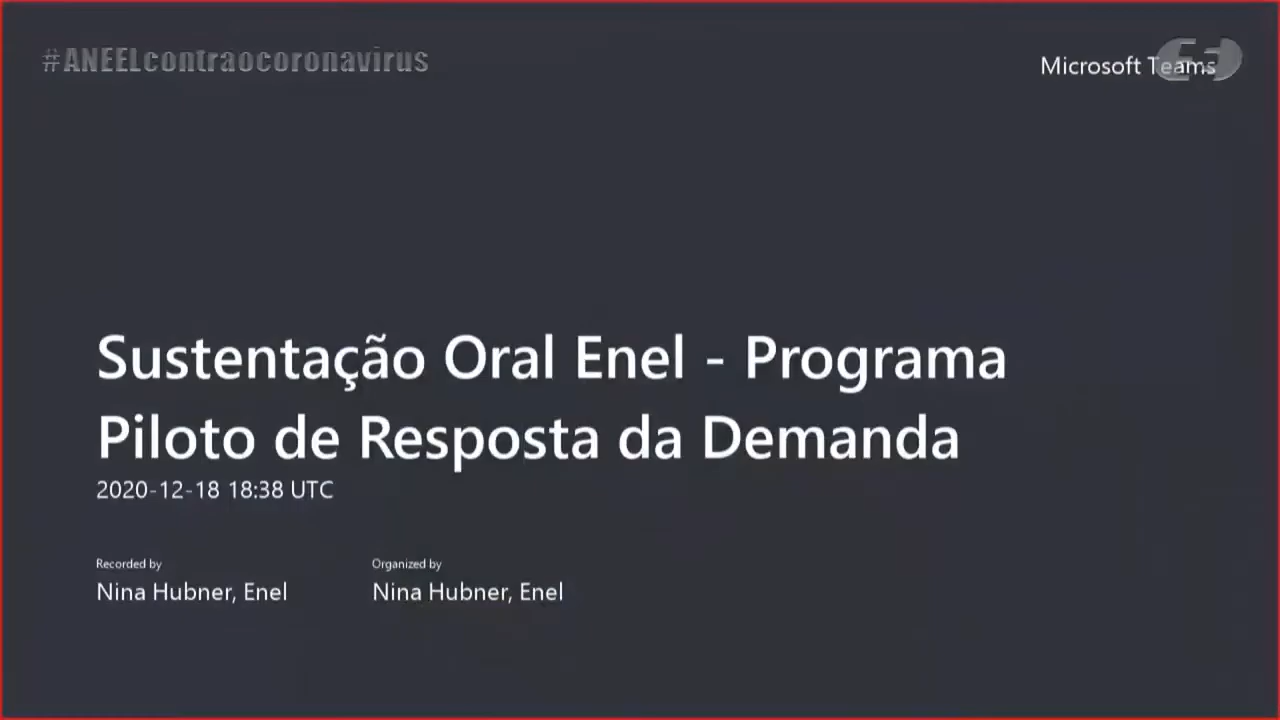 #ANEELcontraocoronavirus
Microsoft Teams
Sustentação Oral Enel - Programa
Piloto de Resposta da Demanda
2020-12-18 18:38 UTC
Recorded by
Organized by
Nina Hubner, Enel
Nina Hubner, Enel